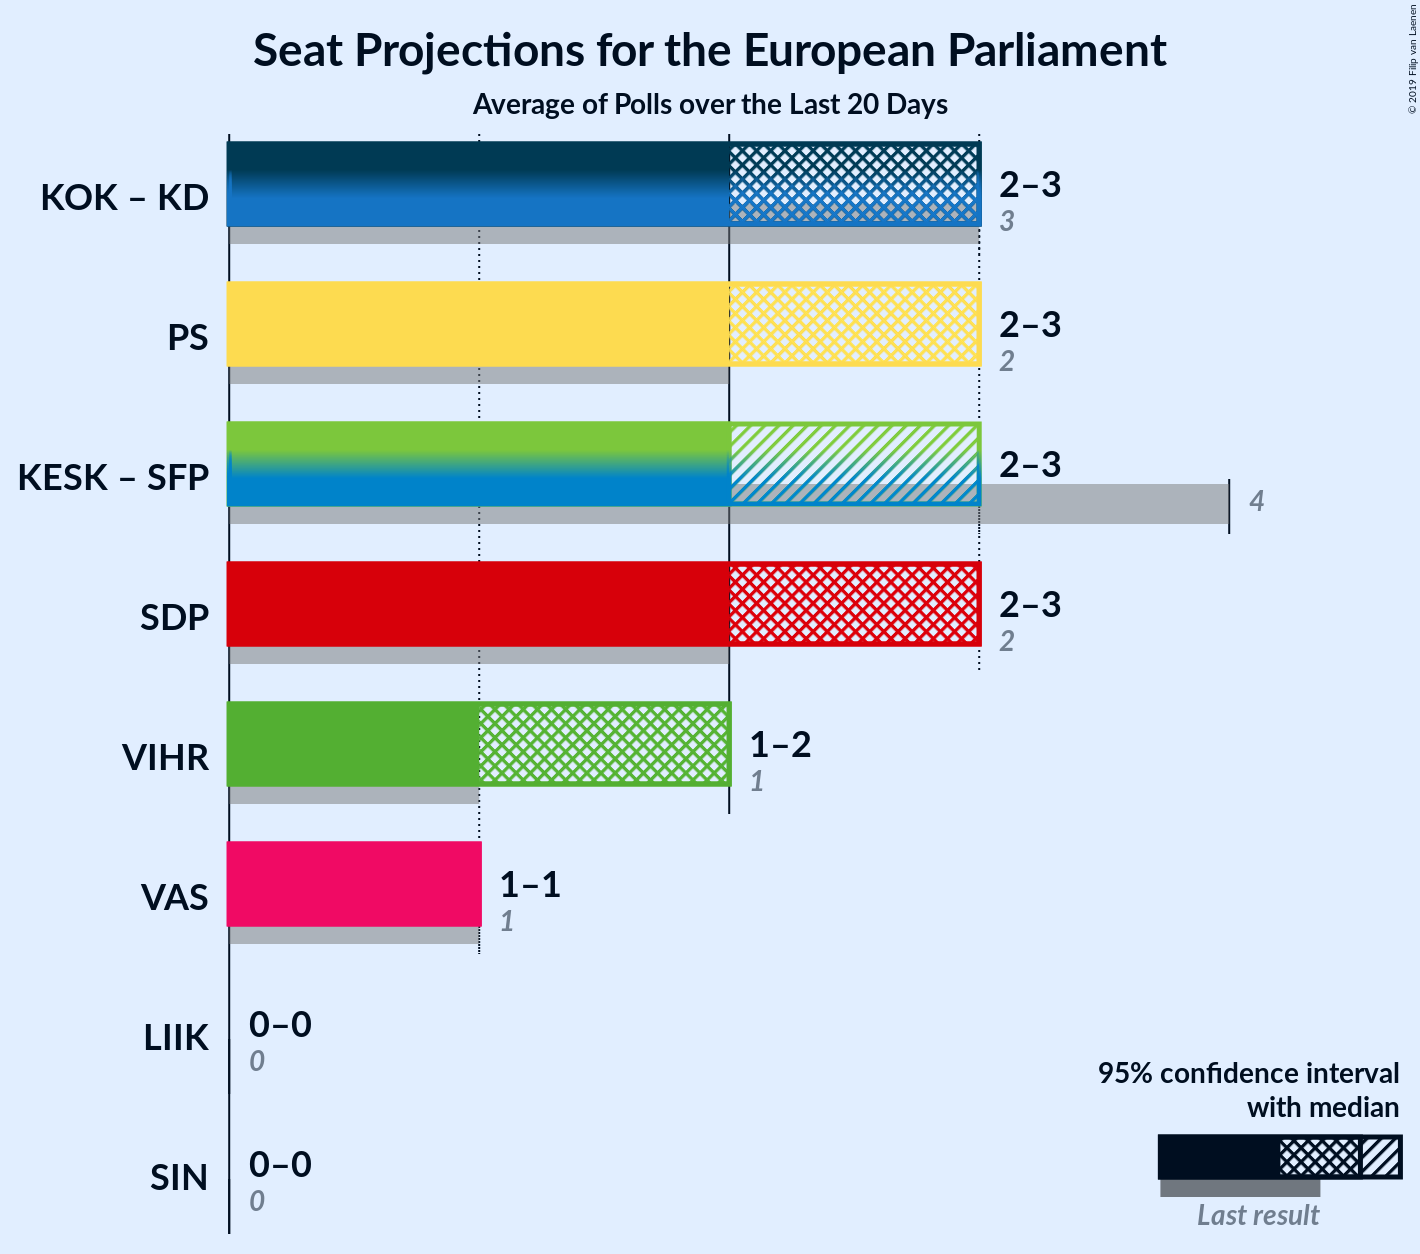 Seat Projections for the European Parliament
Average of Polls over the Last 20 Days
© 2019 Filip van Laenen
KOK – KD
2–3
3
PS
2–3
2
KESK – SFP
2–3
4
SDP
2–3
2
VIHR
1–2
1
VAS
1–1
1
LIIK
0–0
0
SIN
0–0
0
95% confidence interval
with median
Last result